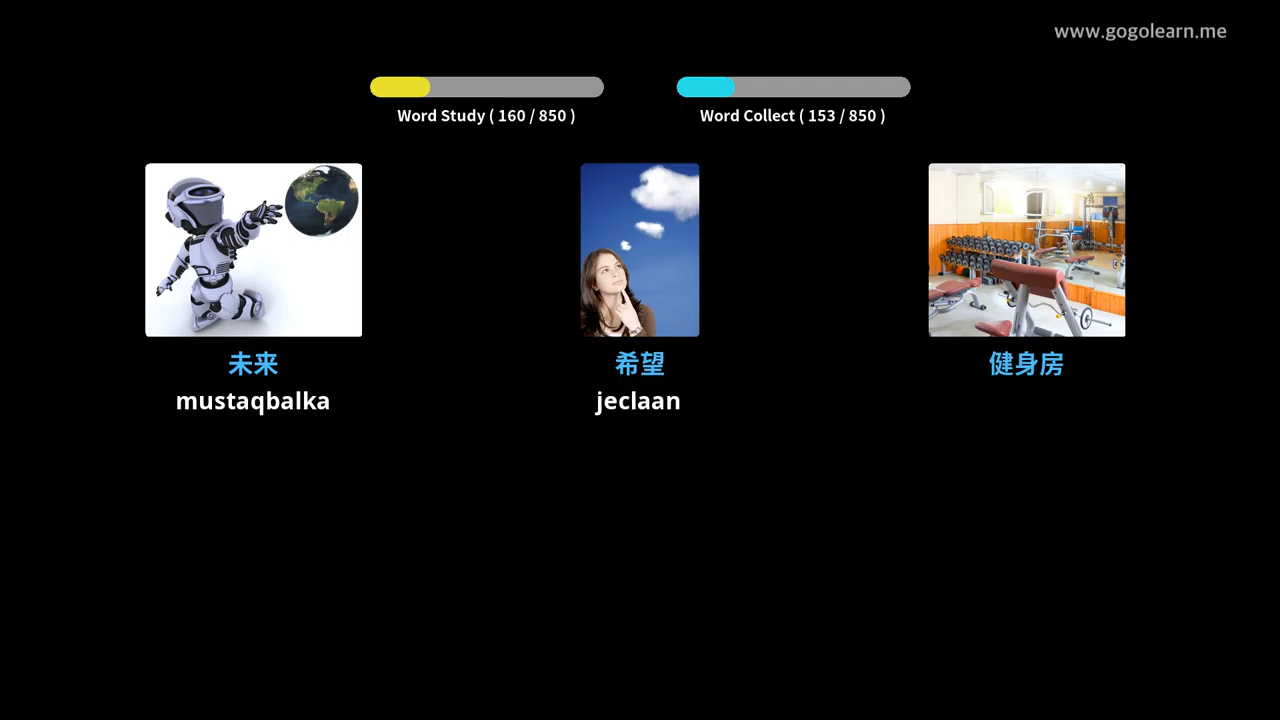 www.gogolearn.me
Word Study ( 160 / 850 )
Word Collect ( 153 / 850 )
未来
希望
健身房
mustaqbalka
jeclaan